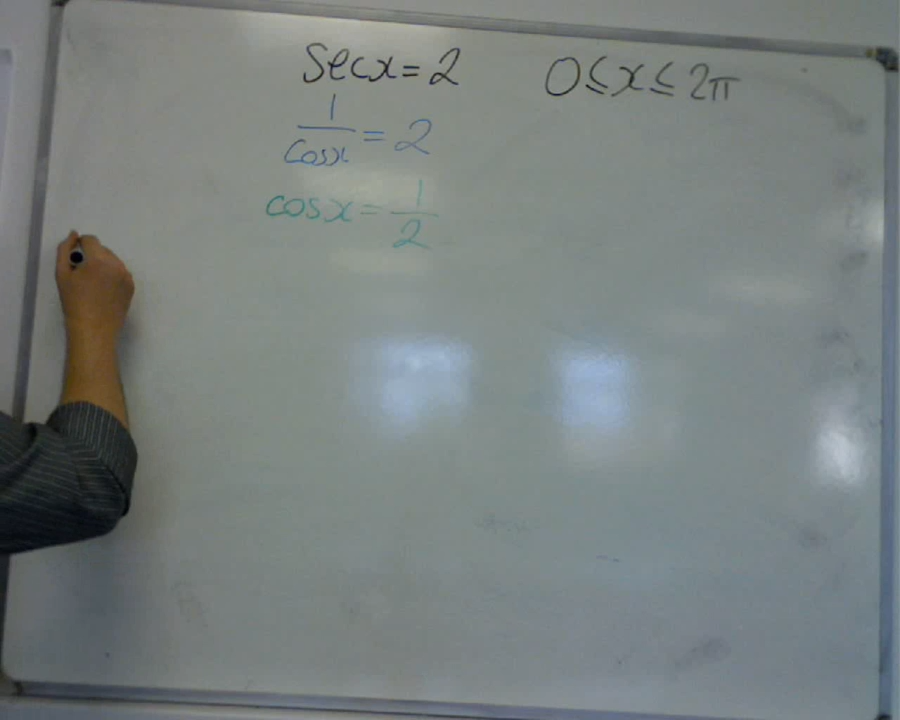 Secx = 2 0 ≤ x ≤ 2π
1/cosx = 2
cosx = 1/2